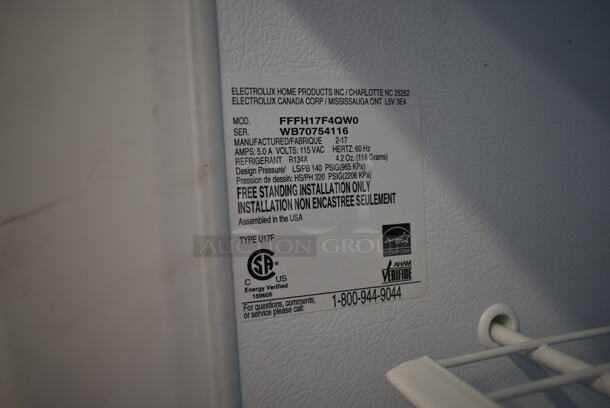 ELECTROLUX HOME PRODUCTS INC / CHARLOTTE NC 28262
ELECTROLUX CANADA CORP / MISSISSAUGA ONT L5V 3E4
MOD. FFFH17F4QW0
SER. WB70754116
MANUFACTURED/FABRIQUE 2-17
AMPS: 5.0 A VOLTS: 115 VAC HERTZ: 60 Hz
REFRIGERANT R134A 4.2 Oz. (118 Grams)
Design Pressure/ LS/PB 140 PSIG(965 KPa)
Pression de dessin: HS/PH 320 PSIG(2206 KPa)
FREE STANDING INSTALLATION ONLY
INSTALLATION NON ENCASTREE SEULEMENT
Assembled in the USA
TYPE U17F
AUCTION GROUP
energy
ENERGY STAR
C US
Energy Verified
159605
AHAM
VERIFIDE
For questions, comments,
or service please call:
1-800-944-9044